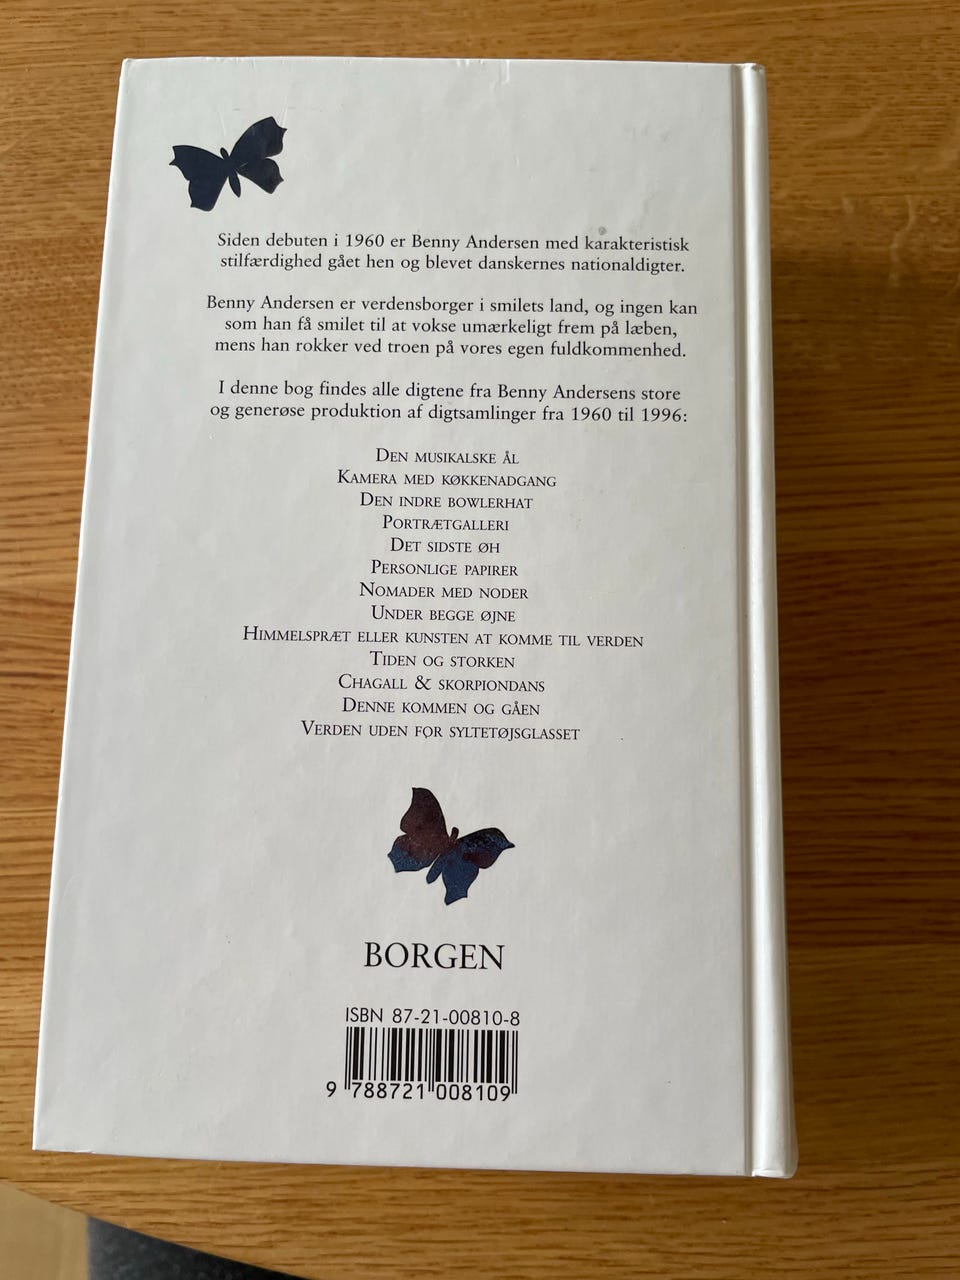 Siden debuten i 1960 er Benny Andersen med karakteristisk
stilfærdighed gået hen og blevet danskernes nationaldigter.
Benny Andersen er verdensborger i smilets land, og ingen kan
som han få smilet til at vokse umærkeligt frem på læben,
mens han rokker ved troen på vores egen fuldkommenhed.
I denne bog findes alle digtene fra Benny Andersens store
og generøse produktion af digtsamlinger fra 1960 til 1996:
DEN MUSIKALSKE ÅL
KAMERA MED KØKKENADGANG
DEN INDRE BOWLERHAT
PORTRÆTGALLERI
DET SIDSTE ØH
PERSONLIGE PAPIRER
NOMADER MED NODER
UNDER BEGGE ØJNE
HIMMELSPRÆT ELLER KUNSTEN AT KOMME TIL VERDEN
TIDEN OG STORKEN
CHAGALL & SKORPIONDANS
DENNE KOMMEN OG GÅEN
VERDEN UDEN FOR SYLTETØJSGLASSET
BORGEN
ISBN 87-21-00810-8
9 788721 008109